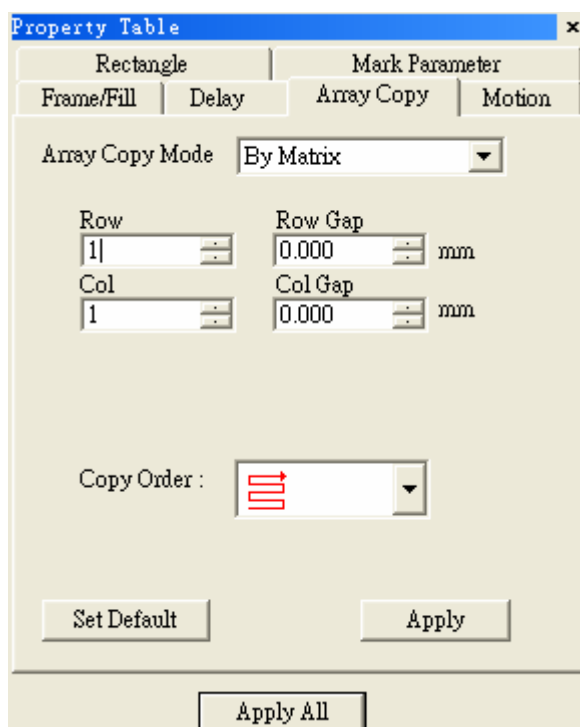 Property Table ×
Rectangle Mark Parameter
Frame/Fill Delay Array Copy Motion
Array Copy Mode By Matrix
Row Row Gap
1 0.000 mm
Col Col Gap
1 0.000 mm
Copy Order :
Set Default Apply
Apply All